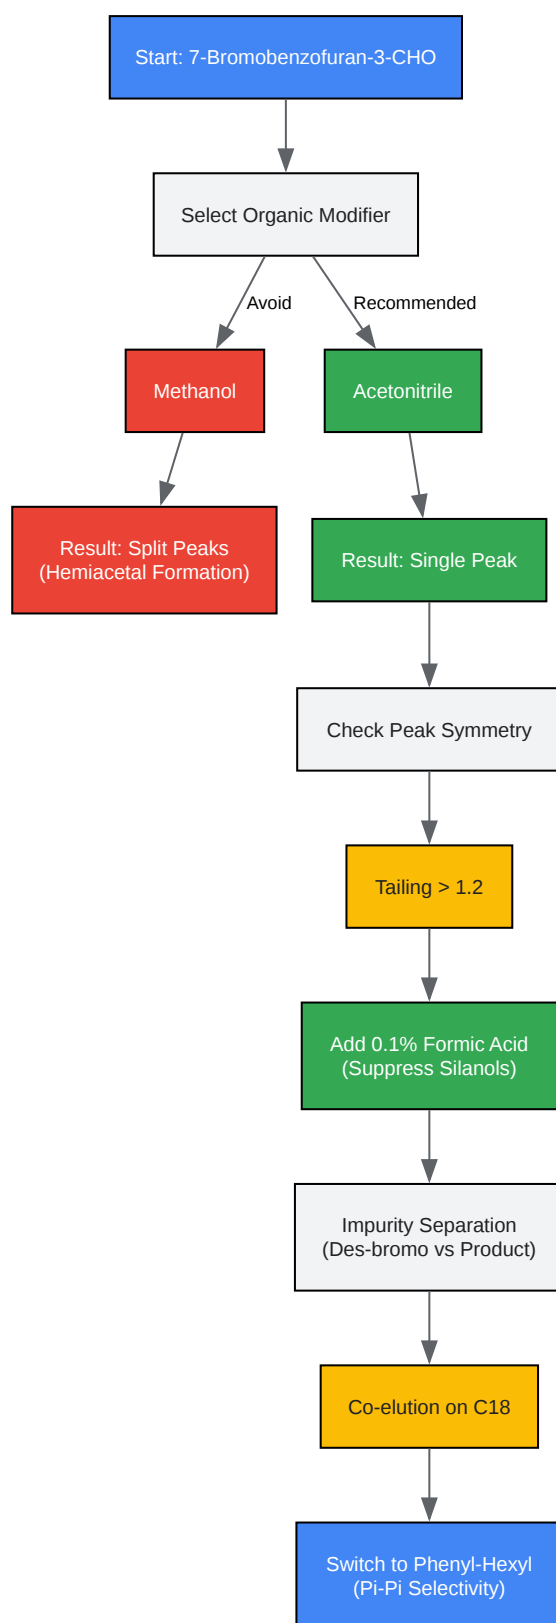 Start: 7-Bromobenzofuran-3-CHO
Select Organic Modifier
Avoid
Recommended
Methanol
Acetonitrile
Result: Split Peaks
(Hemiacetal Formation)
Result: Single Peak
Check Peak Symmetry
Tailing > 1.2
Add 0.1% Formic Acid
(Suppress Silanols)
Impurity Separation
(Des-bromo vs Product)
Co-elution on C18
Switch to Phenyl-Hexyl
(Pi-Pi Selectivity)